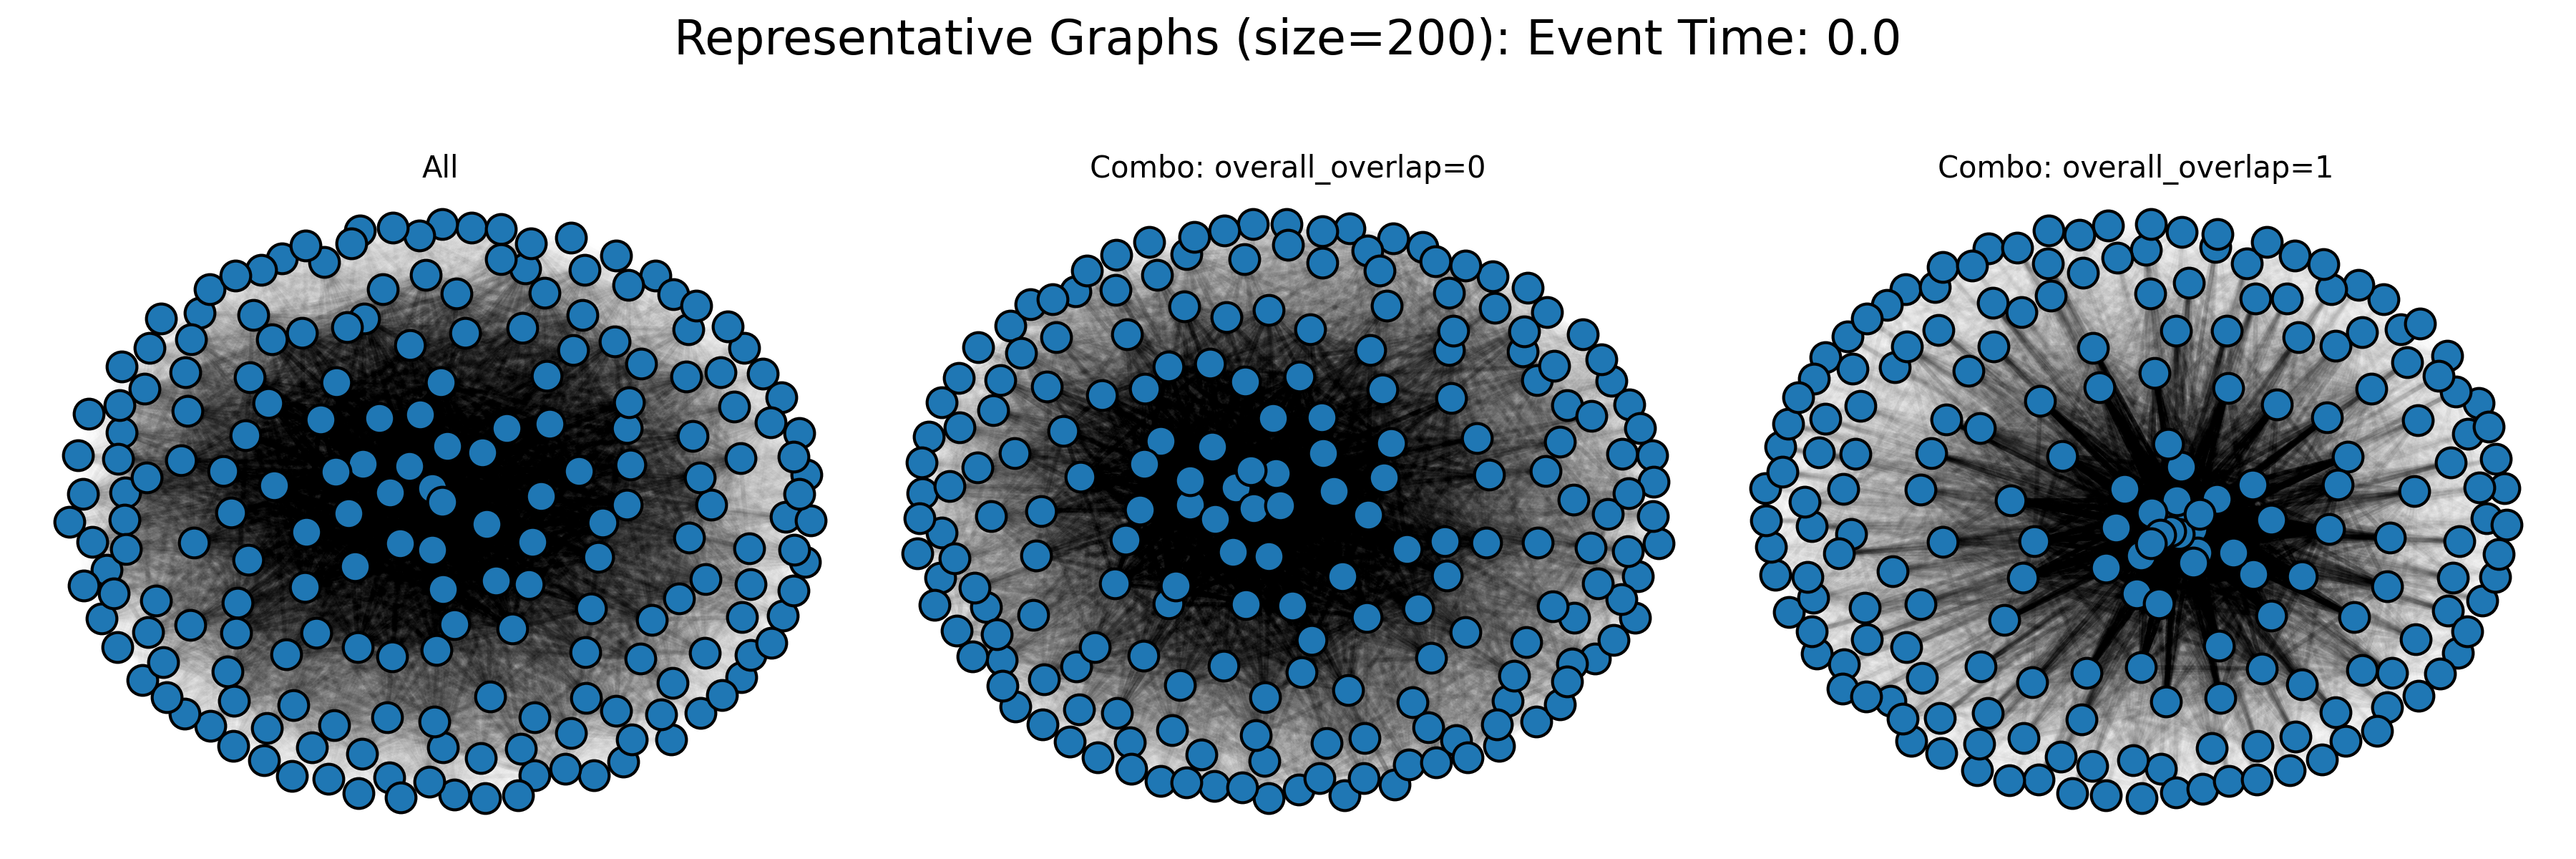 Representative Graphs (size=200): Event Time: 0.0
All
Combo: overall_overlap=0
Combo: overall_overlap=1